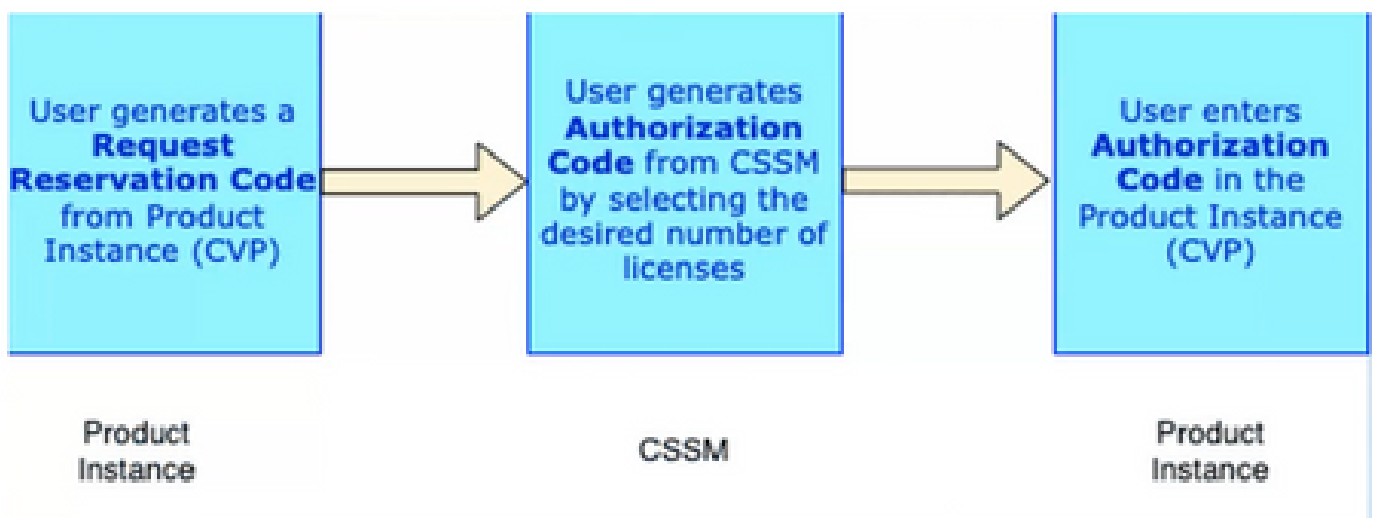 User generates a
Request
Reservation Code
from Product
Instance (CVP)
User generates
Authorization
Code from CSSM
by selecting the
desired number of
licenses
User enters
Authorization
Code in the
Product Instance
(CVP)
Product
Instance
CSSM
Product
Instance